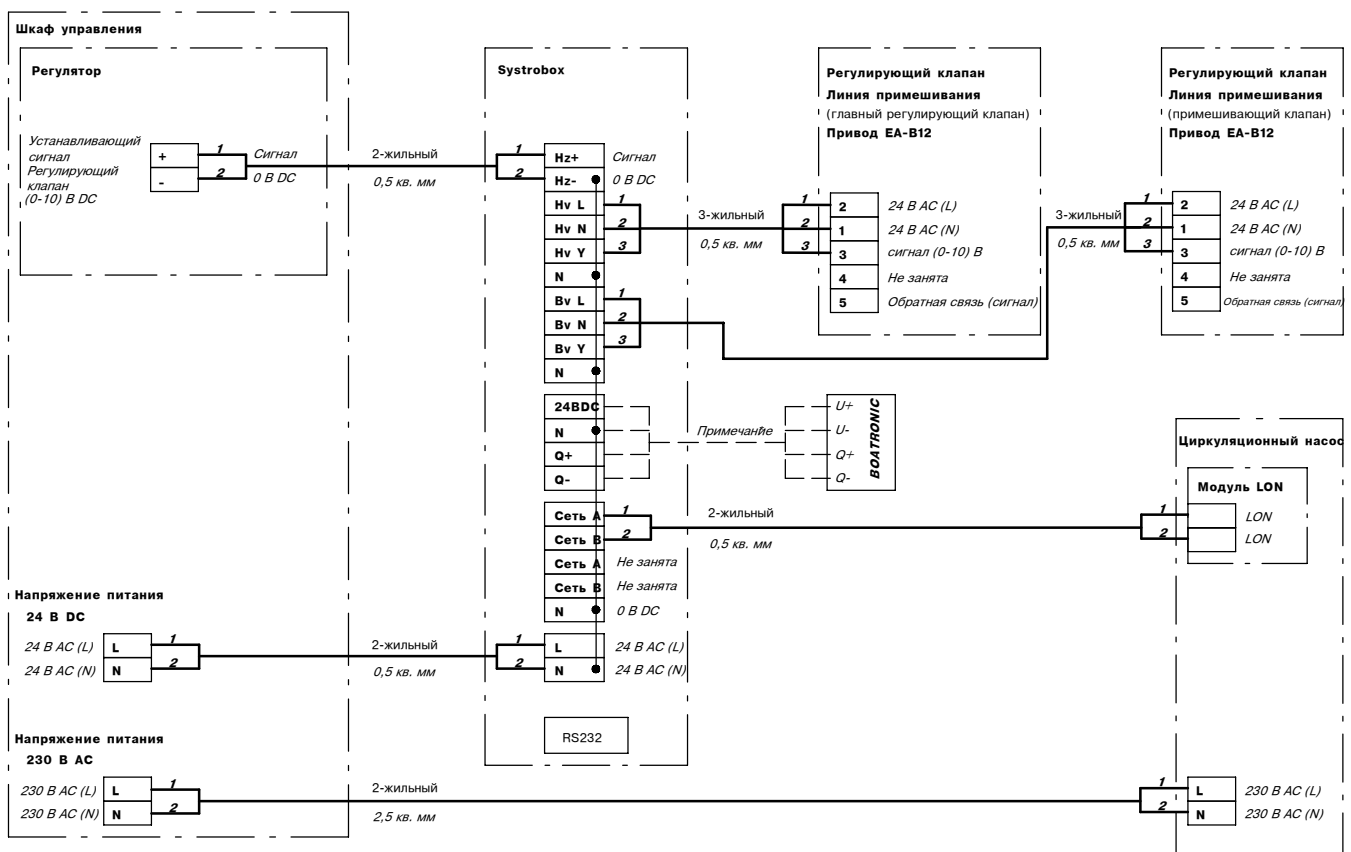 Шкаф управления
Регулятор
Устанавливающий
сигнал
Регулирующий
клапан
(0-10) В DC
+
-
1
2
Сигнал
0 В DC
2-жильный
0,5 кв. мм
Systrobox
1
2
Hz+
Hz-
Hv L
Hv N
Hv Y
N
Bv L
Bv N
Bv Y
N
Сигнал
0 В DC
1
2
3
1
2
3
3-жильный
0,5 кв. мм
Регулирующий клапан
Линия примешивания
(главный регулирующий клапан)
Привод ЕА-В12
1
2
3
2
1
3
4
5
24 В AC (L)
24 В AC (N)
сигнал (0-10) В
Не занята
Обратная связь (сигнал)
3-жильный
0,5 кв. мм
Регулирующий клапан
Линия примешивания
(примешивающий клапан)
Привод ЕА-В12
1
2
3
2
1
3
4
5
24 В AC (L)
24 В AC (N)
сигнал (0-10) В
Не занята
Обратная связь (сигнал)
24ВDC
N
Q+
Q-
Примечание
U+
U-
Q+
Q-
BOATRONIC
Сеть A
Сеть B
Сеть A
Сеть B
N
1
2
Не занята
Не занята
0 В DC
2-жильный
0,5 кв. мм
Циркуляционный насос
Модуль LON
1
2
LON
LON
Напряжение питания
24 В DC
24 В AC (L)
24 В AC (N)
L
N
1
2
2-жильный
0,5 кв. мм
1
2
L
N
24 В AC (L)
24 В AC (N)
RS232
Напряжение питания
230 В AC
230 В AC (L)
230 В AC (N)
L
N
1
2
2-жильный
2,5 кв. мм
1
2
L
N
230 В AC (L)
230 В AC (N)